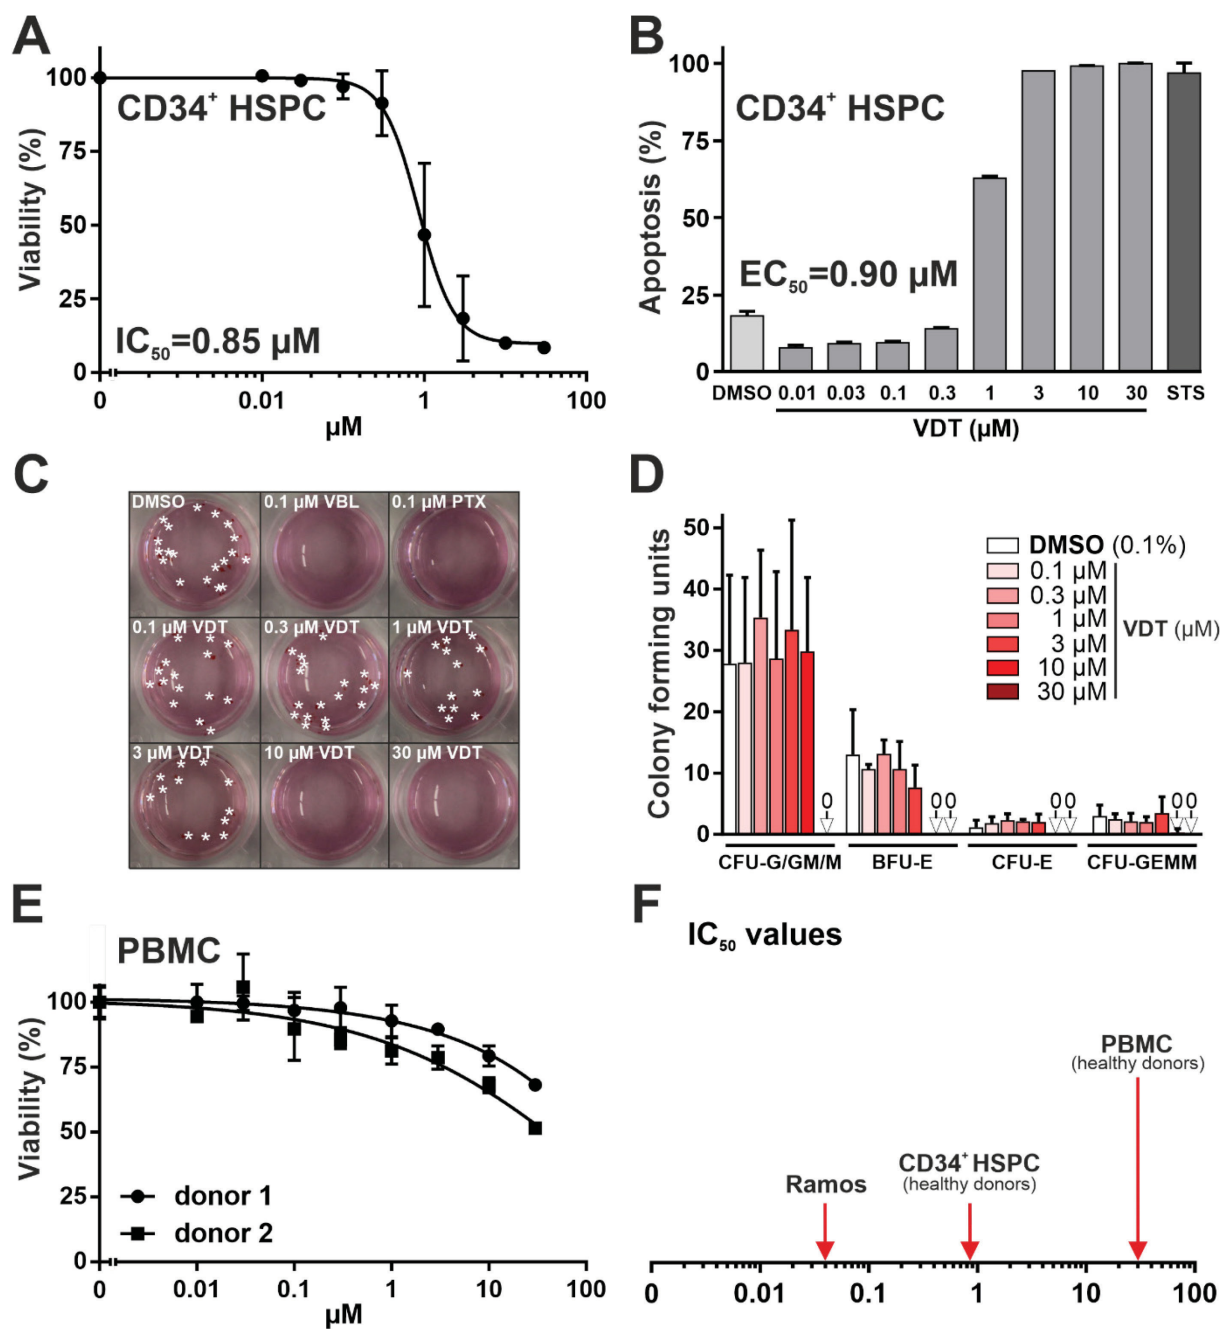 A
CD34+ HSPC
Viability (%)
100
75
50
25
0
IC50=0.85 µM
0 0.01 1 100
µM
B
CD34+ HSPC
Apoptosis (%)
100
75
50
25
0
EC50=0.90 µM
DMSO 0.01 0.03 0.1 0.3 1 3 10 30 STS
VDT (µM)
C
DMSO 0.1 µM VBL 0.1 µM PTX
0.1 µM VDT 0.3 µM VDT 1 µM VDT
3 µM VDT 10 µM VDT 30 µM VDT
D
Colony forming units
50
40
30
20
10
0
DMSO (0.1%)
0.1 µM
0.3 µM
1 µM
3 µM
10 µM
30 µM
VDT (µM)
0 00 00 00
CFU-G/GM/M BFU-E CFU-E CFU-GEMM
E
PBMC
Viability (%)
100
75
50
25
0
donor 1
donor 2
0 0.01 0.1 1 10 100
µM
F
IC50 values
PBMC
(healthy donors)
CD34+ HSPC
(healthy donors)
Ramos
0 0.01 0.1 1 10 100